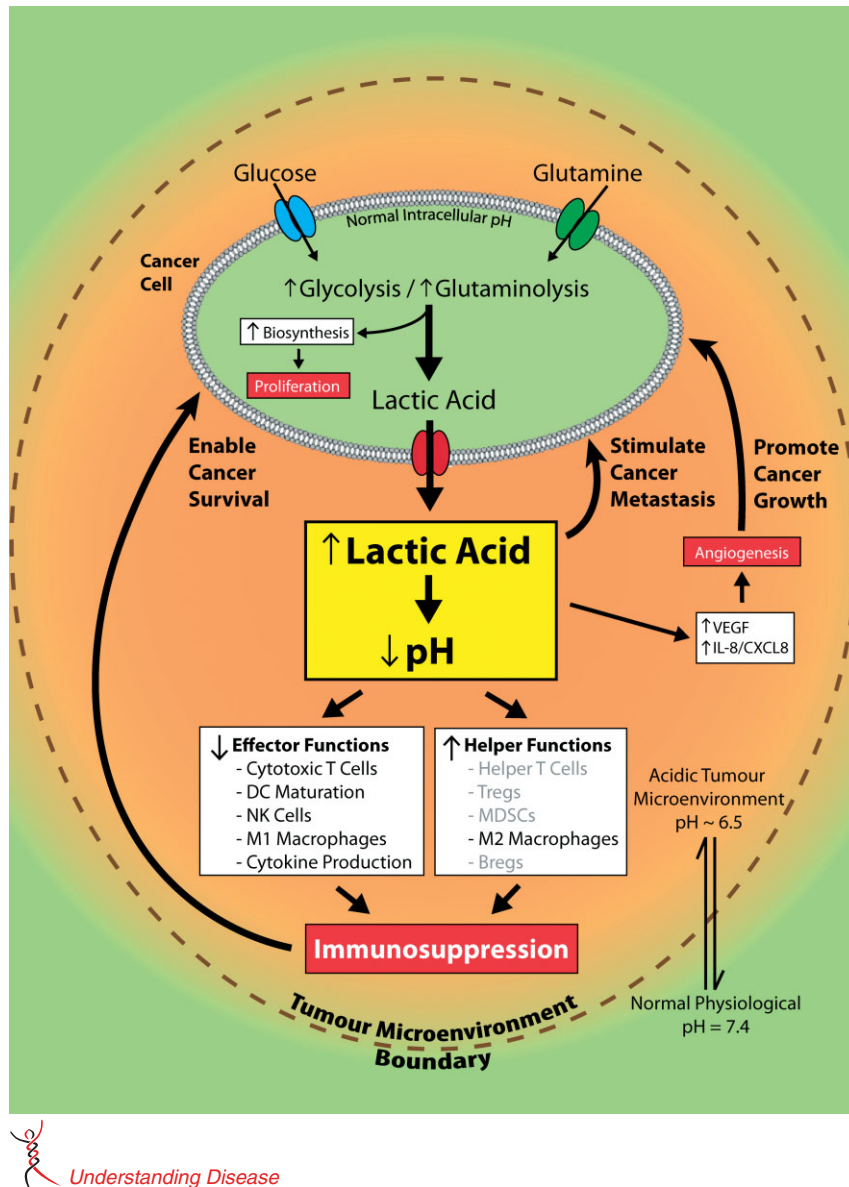 Glucose
Glutamine
Normal Intracellular pH
Cancer
Cell
↑Glycolysis / ↑Glutaminolysis
↑ Biosynthesis
Proliferation
Lactic Acid
Enable
Cancer
Survival
Stimulate
Cancer
Metastasis
Promote
Cancer
Growth
↑ Lactic Acid
↓ pH
Angiogenesis
↑ VEGF
↑ IL-8/CXCL8
↓ Effector Functions
- Cytotoxic T Cells
- DC Maturation
- NK Cells
- M1 Macrophages
- Cytokine Production
↑ Helper Functions
- Helper T Cells
- Tregs
- MDSCs
- M2 Macrophages
- Bregs
Acidic Tumour
Microenvironment
pH ~ 6.5
Immunosuppression
Normal Physiological
pH = 7.4
Tumour Microenvironment
Boundary
Understanding Disease